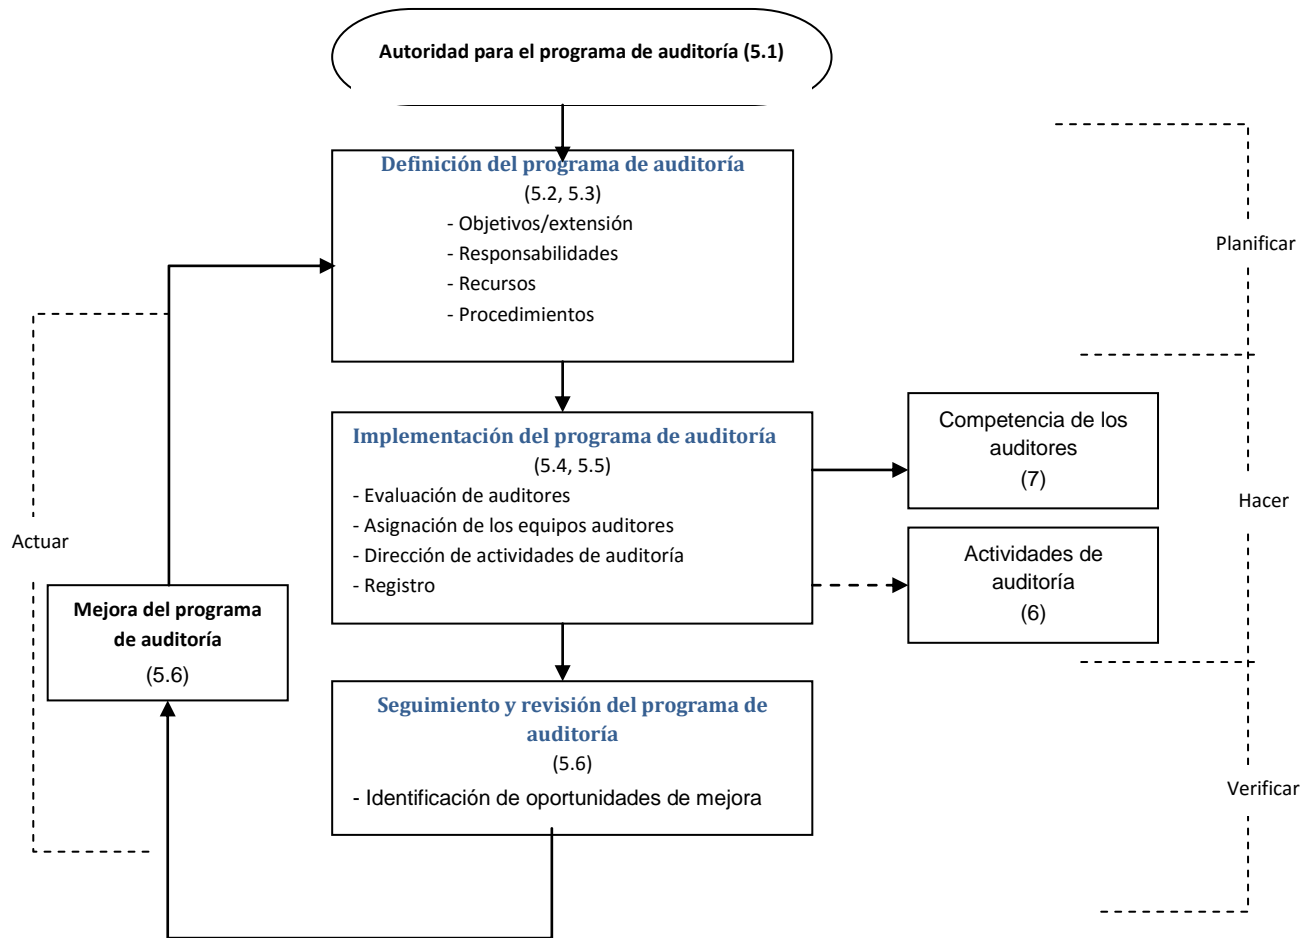 Autoridad para el programa de auditoría (5.1)
Definición del programa de auditoría
(5.2, 5.3)
- Objetivos/extensión
- Responsabilidades
- Recursos
- Procedimientos
Planificar
Implementación del programa de auditoría
(5.4, 5.5)
- Evaluación de auditores
- Asignación de los equipos auditores
- Dirección de actividades de auditoría
- Registro
Competencia de los
auditores
(7)
Hacer
Actividades de
auditoría
(6)
Actuar
Mejora del programa
de auditoría
(5.6)
Seguimiento y revisión del programa de
auditoría
(5.6)
- Identificación de oportunidades de mejora
Verificar